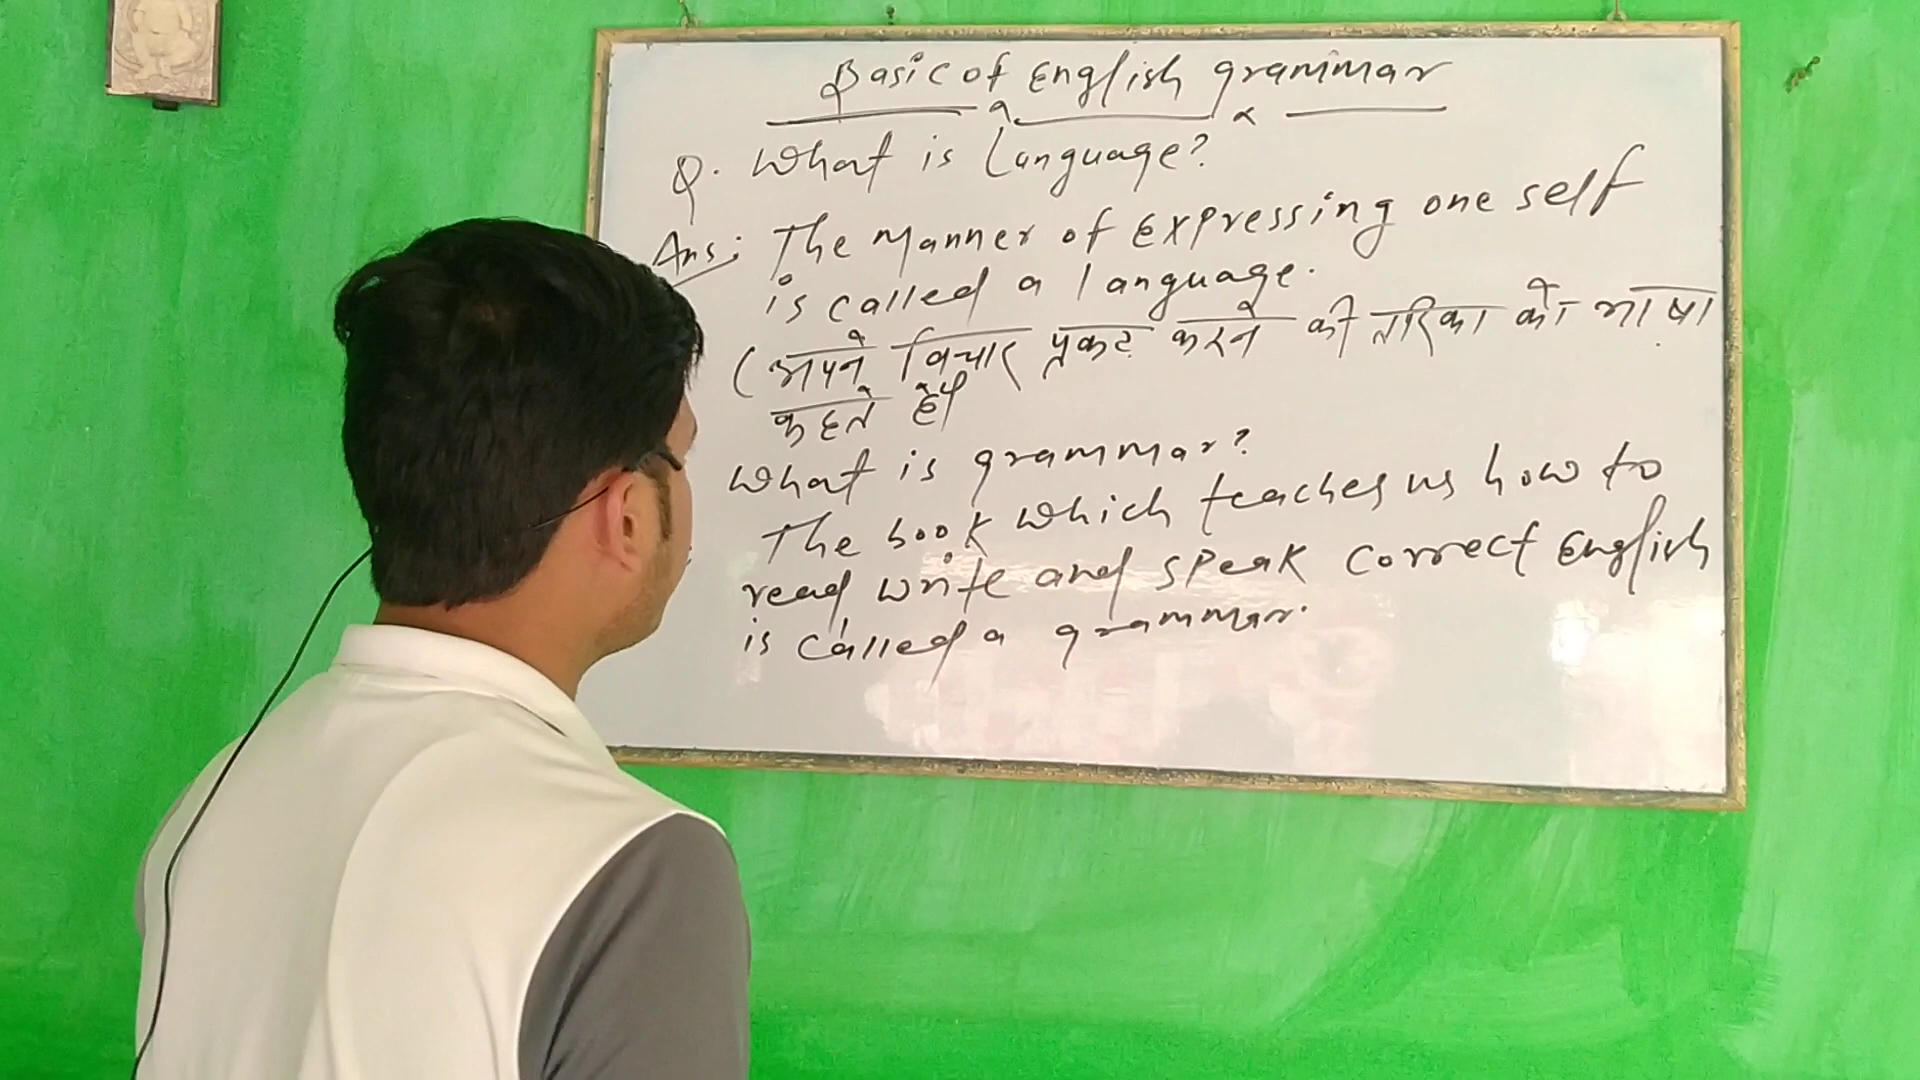 Basic of English grammar
Q. What is Language?
Ans: The manner of expressing one self
is called a language.
(अपने विचार प्रकट करने की तरिका को भाषा
कहते हैं
What is grammar?
The book which teaches us how to
read write and speak correct English
is called a grammar.